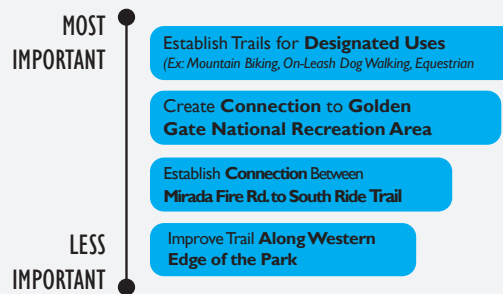 MOST
IMPORTANT
Establish Trails for Designated Uses
(Ex: Mountain Biking, On-Leash Dog Walking, Equestrian
Create Connection to Golden
Gate National Recreation Area
Establish Connection Between
Mirada Fire Rd. to South Ride Trail
Improve Trail Along Western
Edge of the Park
LESS
IMPORTANT